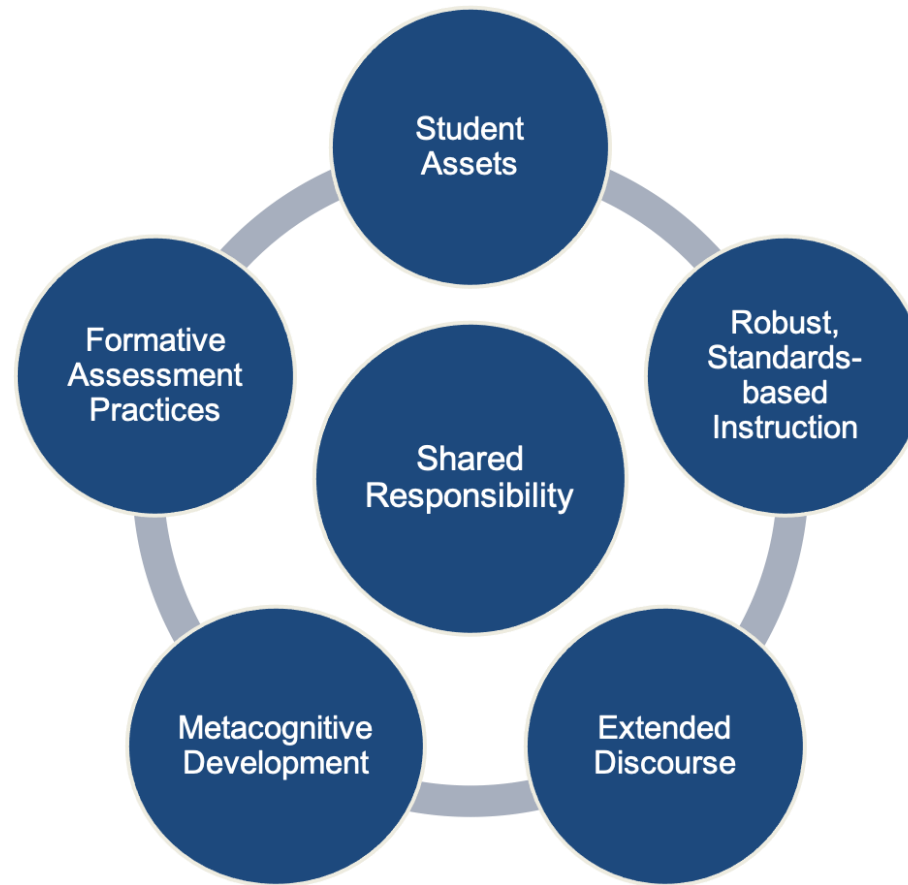 Student
Assets
Robust,
Standards-
based
Instruction
Extended
Discourse
Metacognitive
Development
Formative
Assessment
Practices
Shared
Responsibility